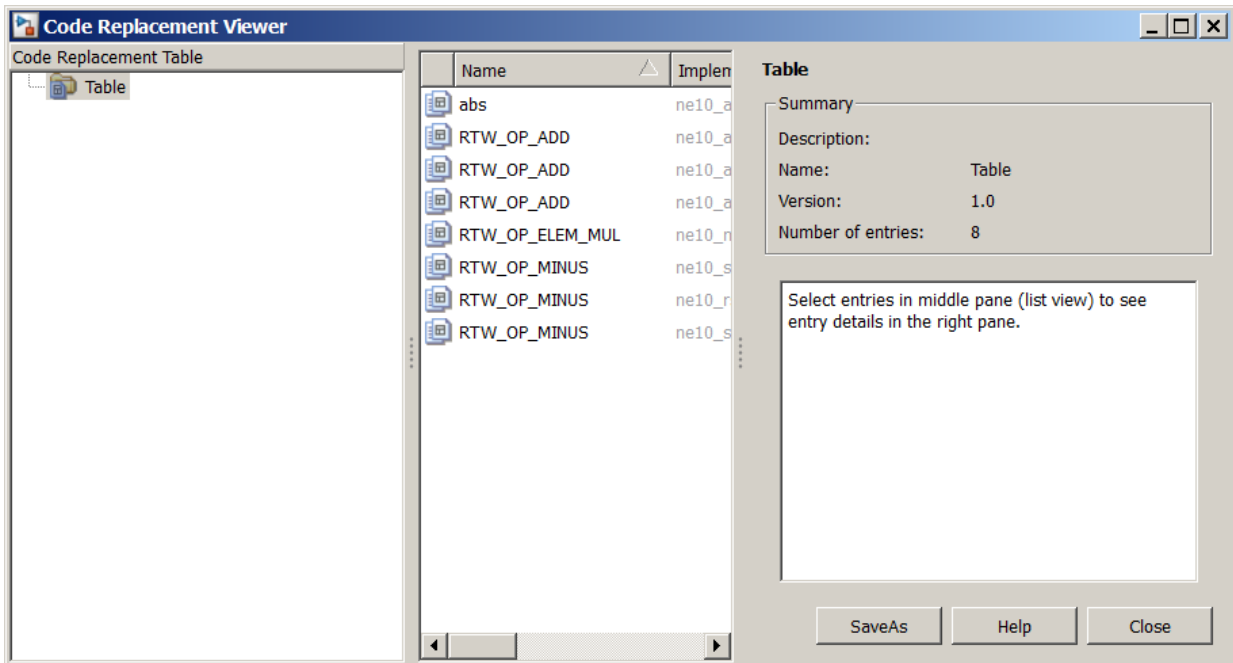 Code Replacement Viewer
Code Replacement Table
Table
Name Implem
abs ne10_a
RTW_OP_ADD ne10_a
RTW_OP_ADD ne10_a
RTW_OP_ADD ne10_a
RTW_OP_ELEM_MUL ne10_n
RTW_OP_MINUS ne10_s
RTW_OP_MINUS ne10_r
RTW_OP_MINUS ne10_s
Table
Summary
Description:
Name: Table
Version: 1.0
Number of entries: 8
Select entries in middle pane (list view) to see
entry details in the right pane.
SaveAs Help Close